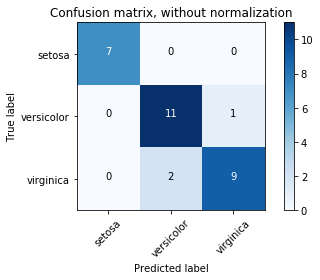 Confusion matrix, without normalization
True label
setosa
versicolor
virginica
7 0 0
0 11 1
0 2 9
setosa
versicolor
virginica
Predicted label
10
8
6
4
2
0